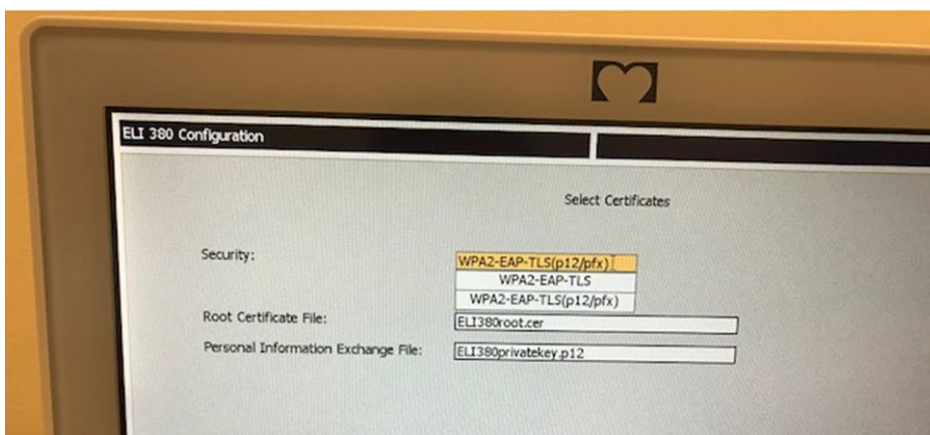 ELI 380 Configuration
Select Certificates
Security:
WPA2-EAP-TLS(p12/pfx)
WPA2-EAP-TLS
WPA2-EAP-TLS(p12/pfx)
Root Certificate File:
ELI380root.cer
Personal Information Exchange File:
ELI380privatekey.p12